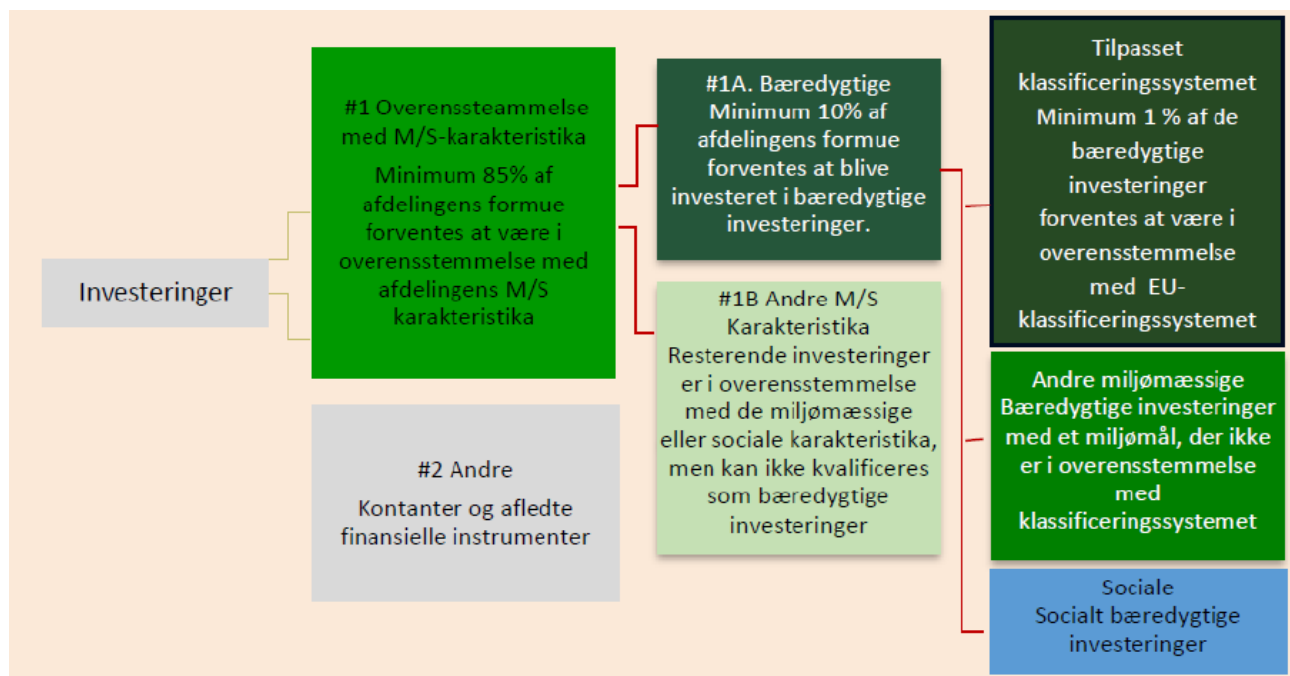 Investeringer
#1 Overenssteammelse
med M/S-karakteristika
Minimum 85% af
afdelingens formue
forventes at være i
overensstemmelse med
afdelingens M/S
karakteristika
#2 Andre
Kontanter og afledte
finansielle instrumenter
#1A. Bæredygtige
Minimum 10% af
afdelingens formue
forventes at blive
investeret i bæredygtige
investeringer.
#1B Andre M/S
Karakteristika
Resterende investeringer
er i overensstemmelse
med de miljømæssige
eller sociale karakteristika,
men kan ikke kvalificeres
som bæredygtige
investeringer
Tilpasset
klassificeringssystemet
Minimum 1 % af de
bæredygtige
investeringer
forventes at være i
overensstemmelse
med EU-
klassificeringssystemet
Andre miljømæssige
Bæredygtige investeringer
med et miljømål, der ikke
er i overensstemmelse
med
klassificeringssystemet
Sociale
Socialt bæredygtige
investeringer